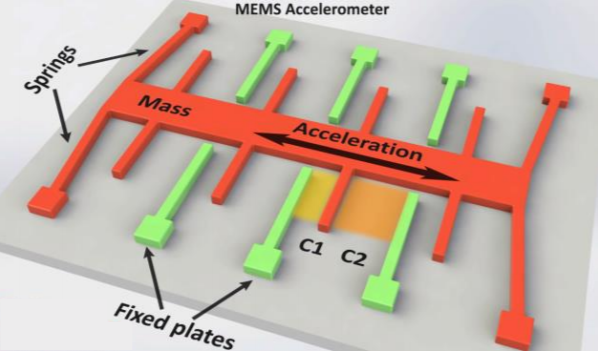 MEMS Accelerometer
Springs
Mass
Acceleration
C1
C2
Fixed plates